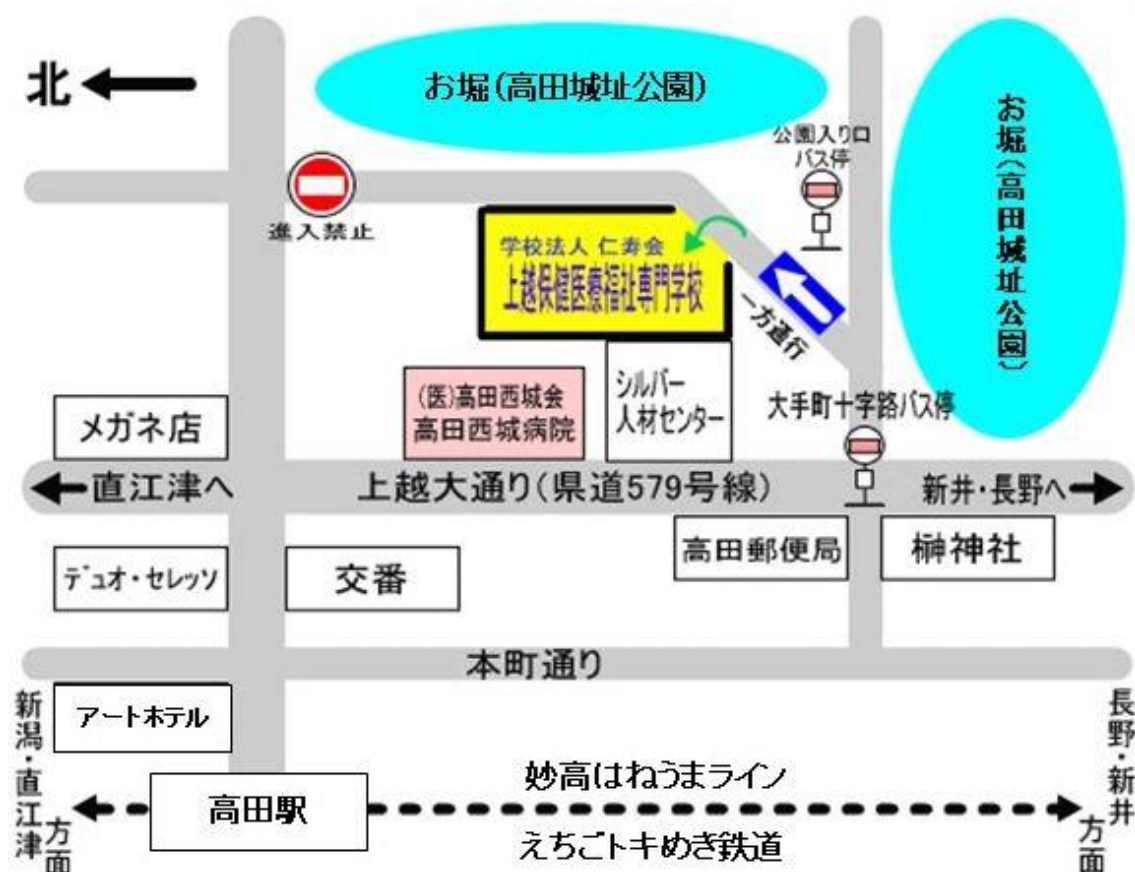 北
お堀(高田城址公園)
公園入り口
バス停
お堀(高田城址公園)
進入禁止
学校法人 仁寿会
上越保健医療福祉専門学校
一方通行
メガネ店
(医)高田西城会
高田西城病院
シルバー
人材センター
大手町十字路バス停
直江津へ
上越大通り(県道579号線)
新井・長野へ
デュオ・セレッソ
交番
高田郵便局
榊神社
本町通り
アートホテル
新潟・直江津
方面
高田駅
妙高はねうまライン
えちごトキめき鉄道
長野・新井
方面